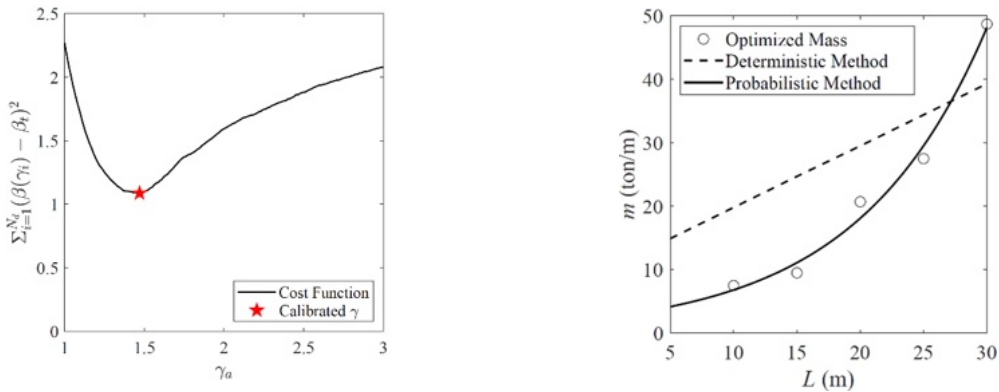 2.5
2
1.5
1
0.5
0
1
1.5
2
2.5
3
Σ_{i=1}^{N_d}(β(γ_i) − β_t)^2
γ_a
Cost Function
Calibrated γ
50
40
30
20
10
0
5
10
15
20
25
30
m (ton/m)
L (m)
Optimized Mass
Deterministic Method
Probabilistic Method